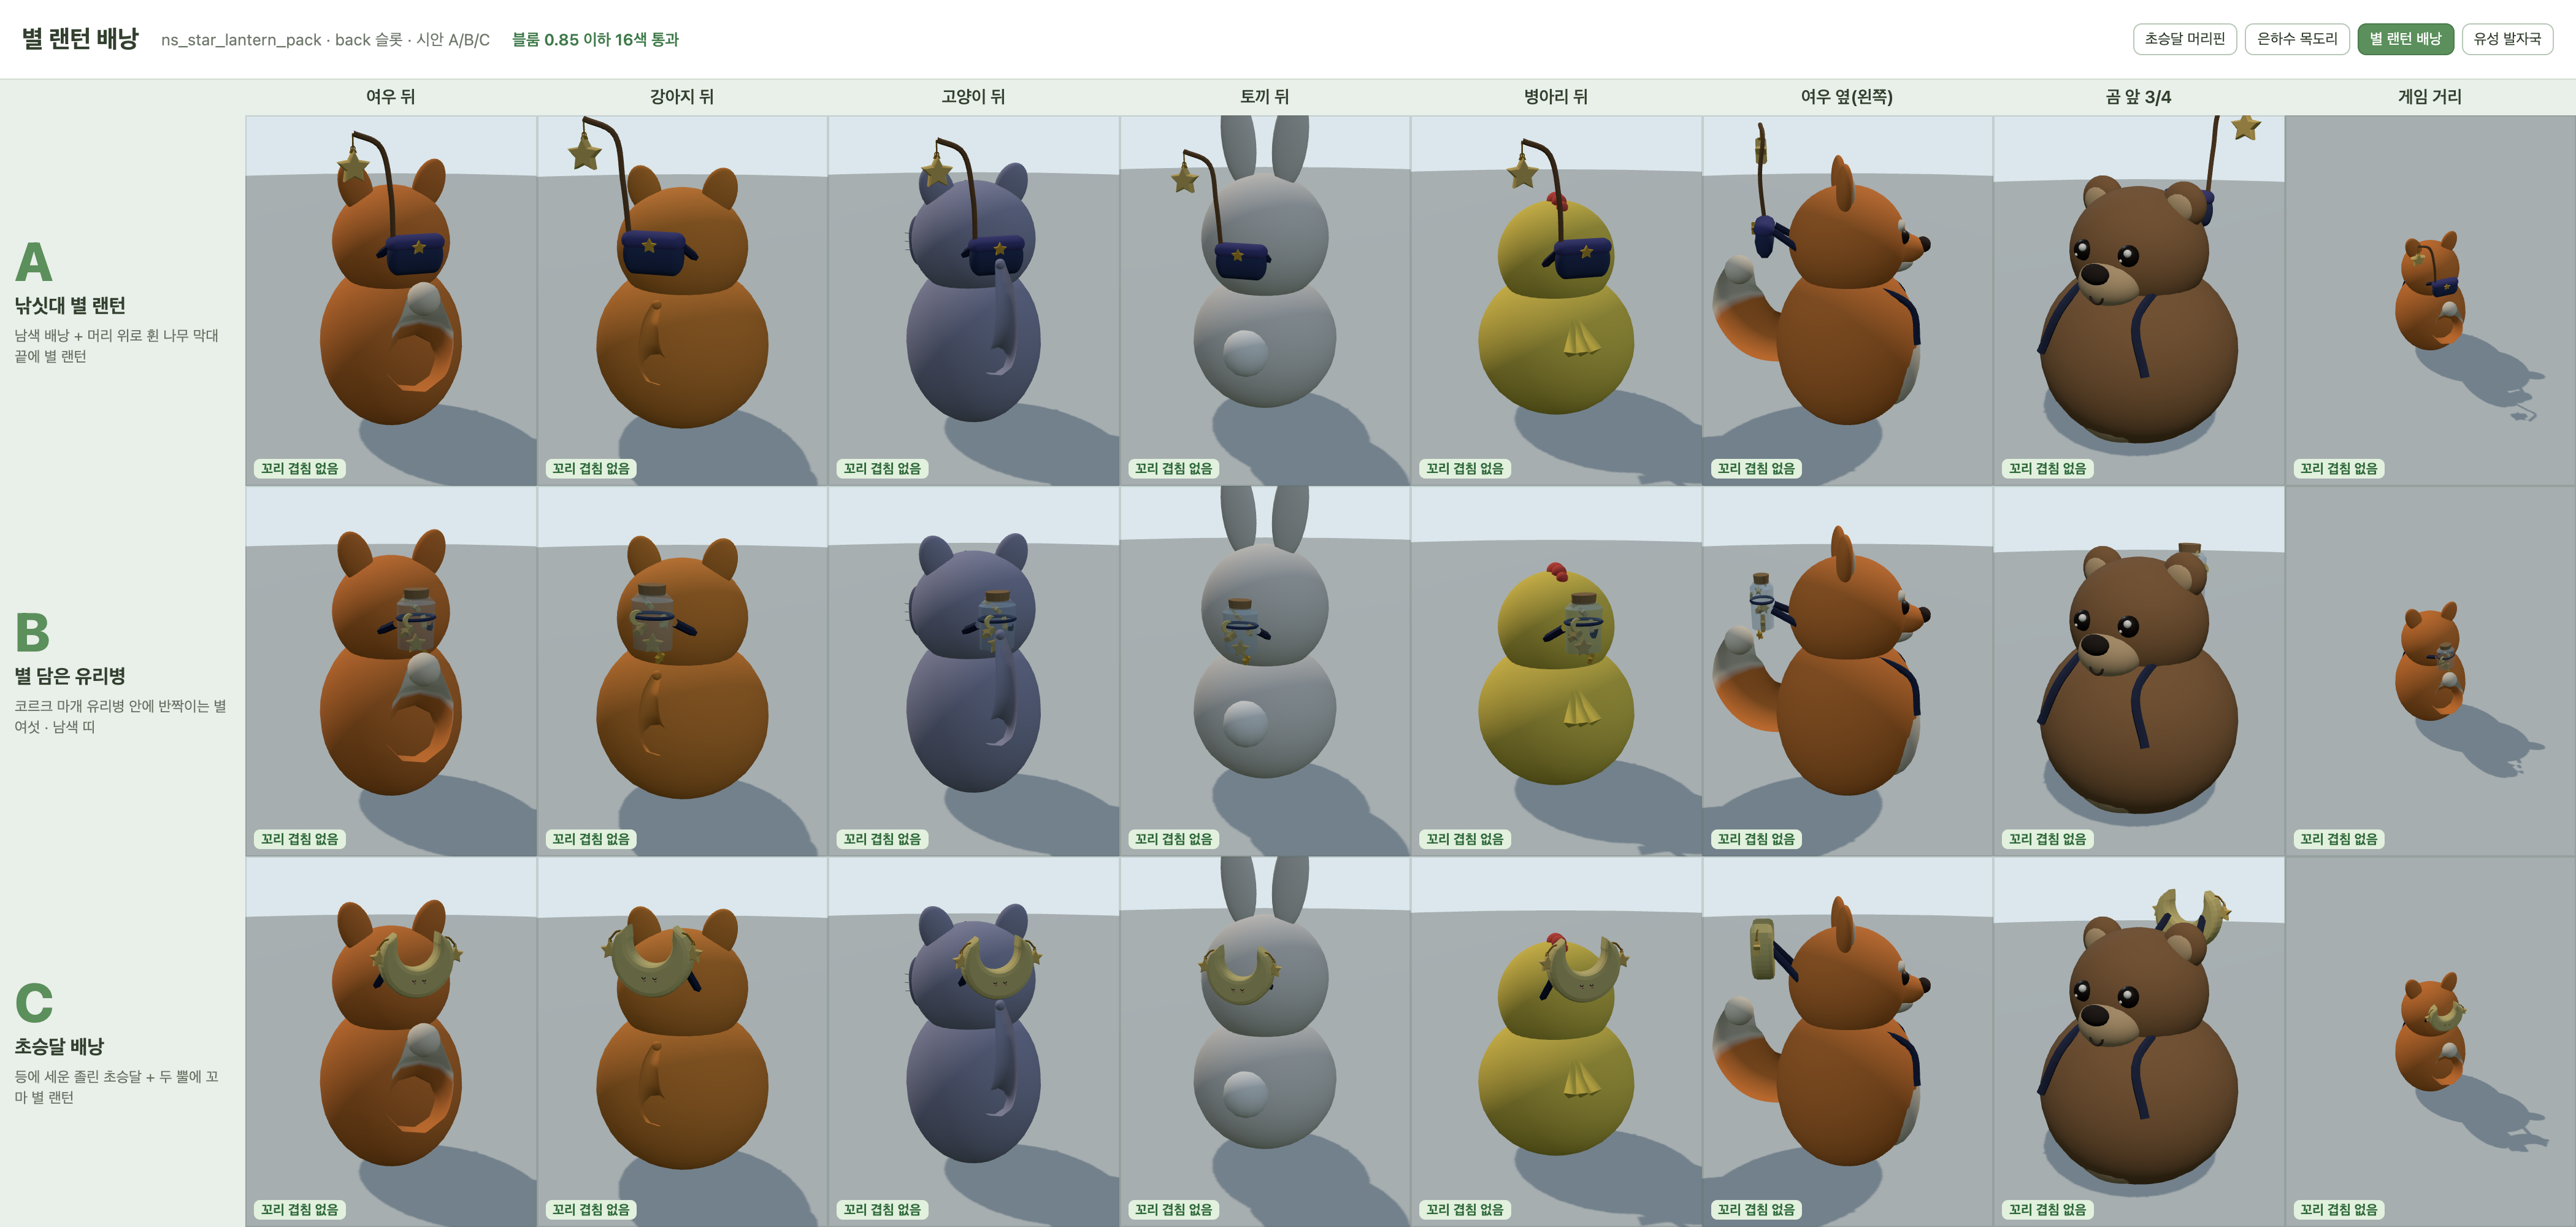 별 랜턴 배낭 ns_star_lantern_pack · back 슬롯 · 시안 A/B/C 블룸 0.85 이하 16색 통과 초승달 머리핀 은하수 목도리 별 랜턴 배낭 유성 발자국
여우 뒤 강아지 뒤 고양이 뒤 토끼 뒤 병아리 뒤 여우 옆(왼쪽) 곰 앞 3/4 게임 거리
A
낚싯대 별 랜턴
남색 배낭 + 머리 위로 휜 나무 막대
끝에 별 랜턴
꼬리 겹침 없음 꼬리 겹침 없음 꼬리 겹침 없음 꼬리 겹침 없음 꼬리 겹침 없음 꼬리 겹침 없음 꼬리 겹침 없음 꼬리 겹침 없음
B
별 담은 유리병
코르크 마개 유리병 안에 반짝이는 별
여섯 · 남색 띠
꼬리 겹침 없음 꼬리 겹침 없음 꼬리 겹침 없음 꼬리 겹침 없음 꼬리 겹침 없음 꼬리 겹침 없음 꼬리 겹침 없음 꼬리 겹침 없음
C
초승달 배낭
등에 세운 졸린 초승달 + 두 뿔에 꼬
마 별 랜턴
꼬리 겹침 없음 꼬리 겹침 없음 꼬리 겹침 없음 꼬리 겹침 없음 꼬리 겹침 없음 꼬리 겹침 없음 꼬리 겹침 없음 꼬리 겹침 없음